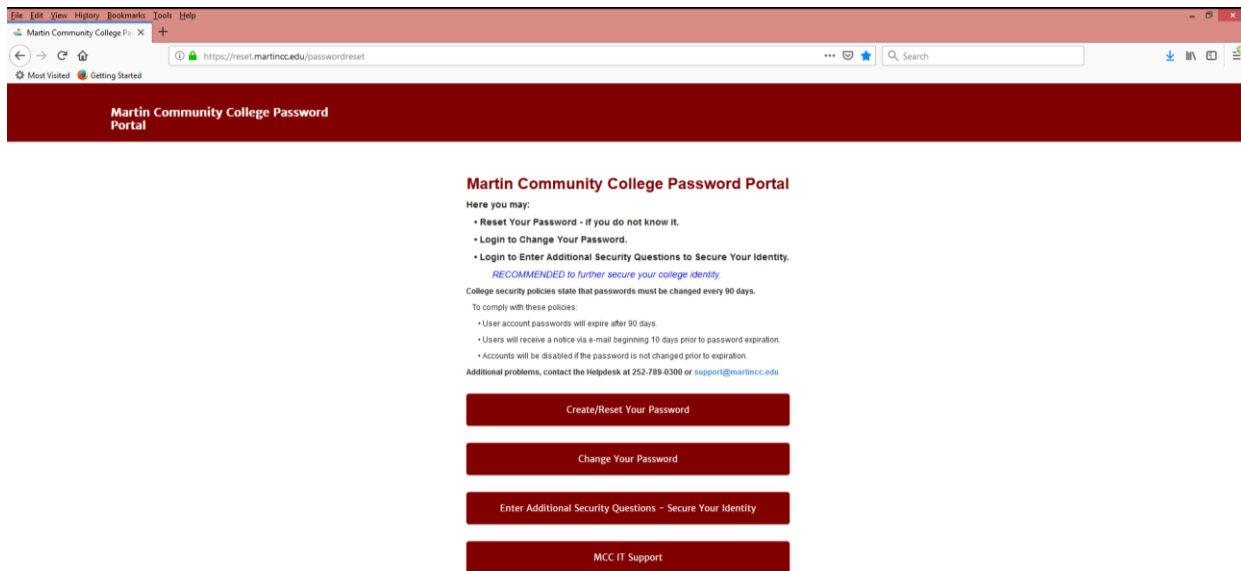 File Edit View History Bookmarks Tools Help
Martin Community College Pa
https://reset.martincc.edu/passwordreset
Search
Most Visited Getting Started
Martin Community College Password
Portal
Martin Community College Password Portal
Here you may:
• Reset Your Password - if you do not know it.
• Login to Change Your Password.
• Login to Enter Additional Security Questions to Secure Your Identity.
RECOMMENDED to further secure your college identity.
College security policies state that passwords must be changed every 90 days.
To comply with these policies:
• User account passwords will expire after 90 days.
• Users will receive a notice via e-mail beginning 10 days prior to password expiration.
• Accounts will be disabled if the password is not changed prior to expiration.
Additional problems, contact the Helpdesk at 252-789-0300 or support@martincc.edu
Create/Reset Your Password
Change Your Password
Enter Additional Security Questions - Secure Your Identity
MCC IT Support